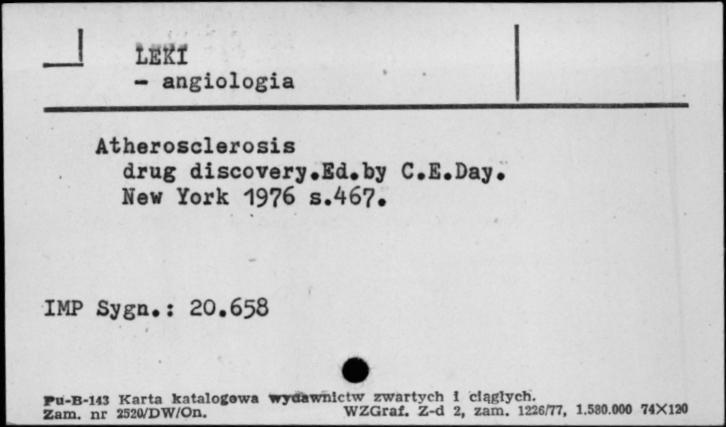 LEKI
- angiologia
Atherosclerosis
drug discovery.Ed.by C.E.Day.
New York 1976 s.467.
IMP Sygn.: 20.658
Pu-B-143 Karta katalogowa wydawnictw zwartych i ciągłych.
Zam. nr 2520/DW/On. WZGraf. Z-d 2, zam. 1226/77, 1.580.000 74X120